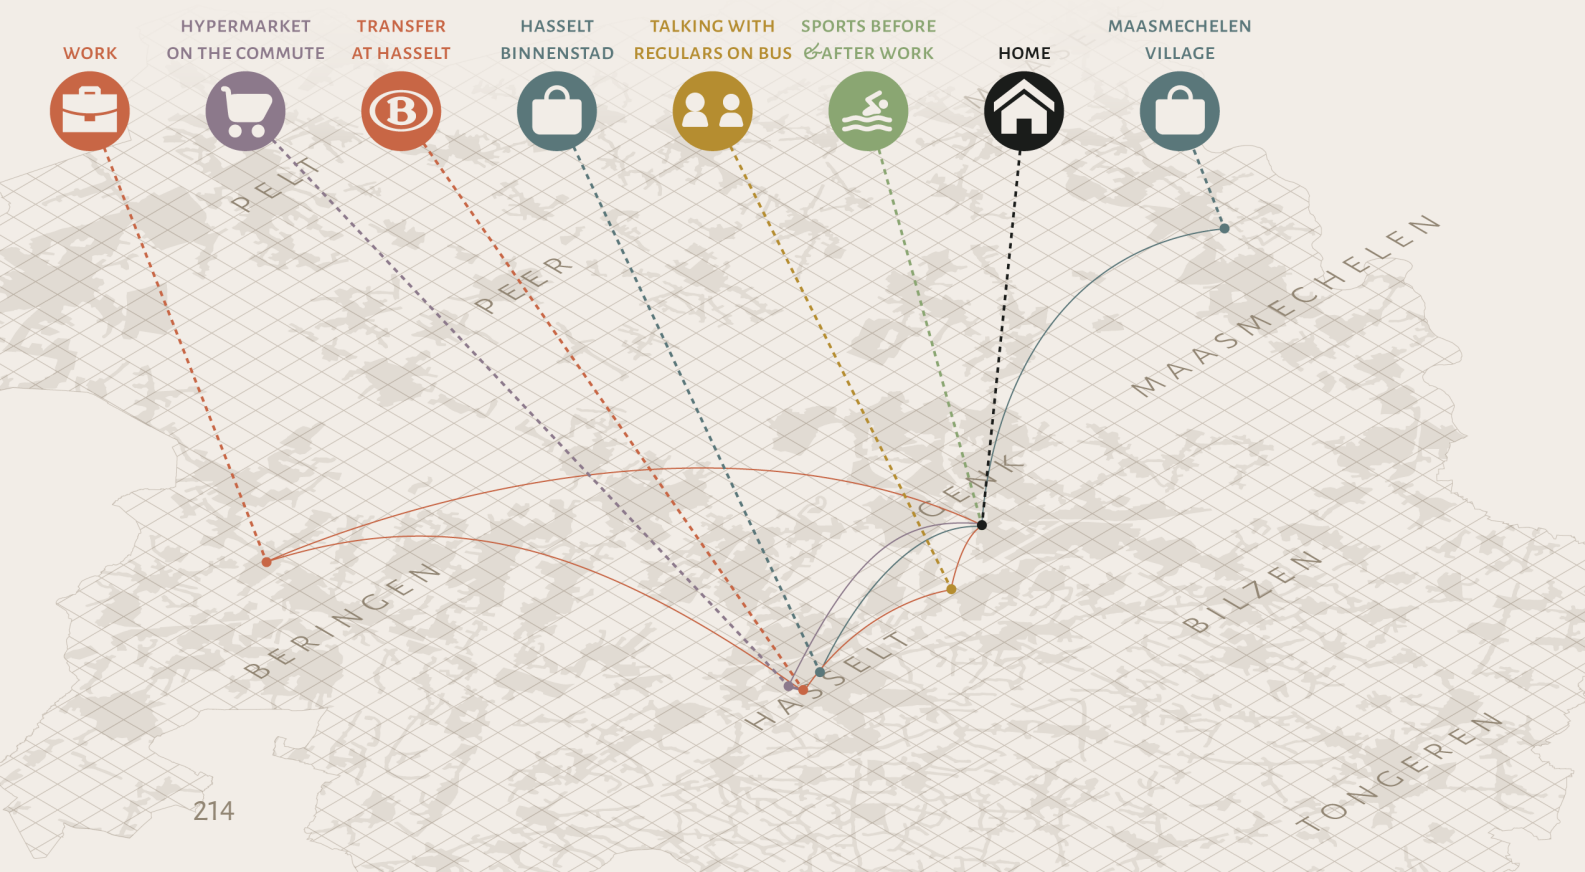 HYPERMARKET
ON THE COMMUTE
TRANSFER
AT HASSELT
HASSELT
BINNENSTAD
TALKING WITH
REGULARS ON BUS
SPORTS BEFORE
& AFTER WORK
MAASMECHELEN
VILLAGE
WORK
HOME
B
PELT
PEER
MAASMECHELEN
GENK
BERINGEN
BILZEN
HASSELT
TONGEREN
214